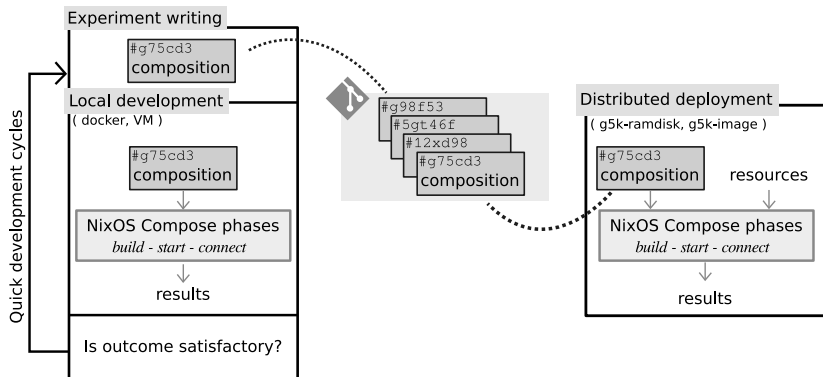 Experiment writing
#g75cd3
composition
Local development
( docker, VM )
#g75cd3
composition
NixOS Compose phases
build - start - connect
results
Is outcome satisfactory?
Quick development cycles
#g98f53
#5gt46f
#12xd98
#g75cd3
composition
Distributed deployment
( g5k-ramdisk, g5k-image )
#g75cd3
composition
resources
NixOS Compose phases
build - start - connect
results